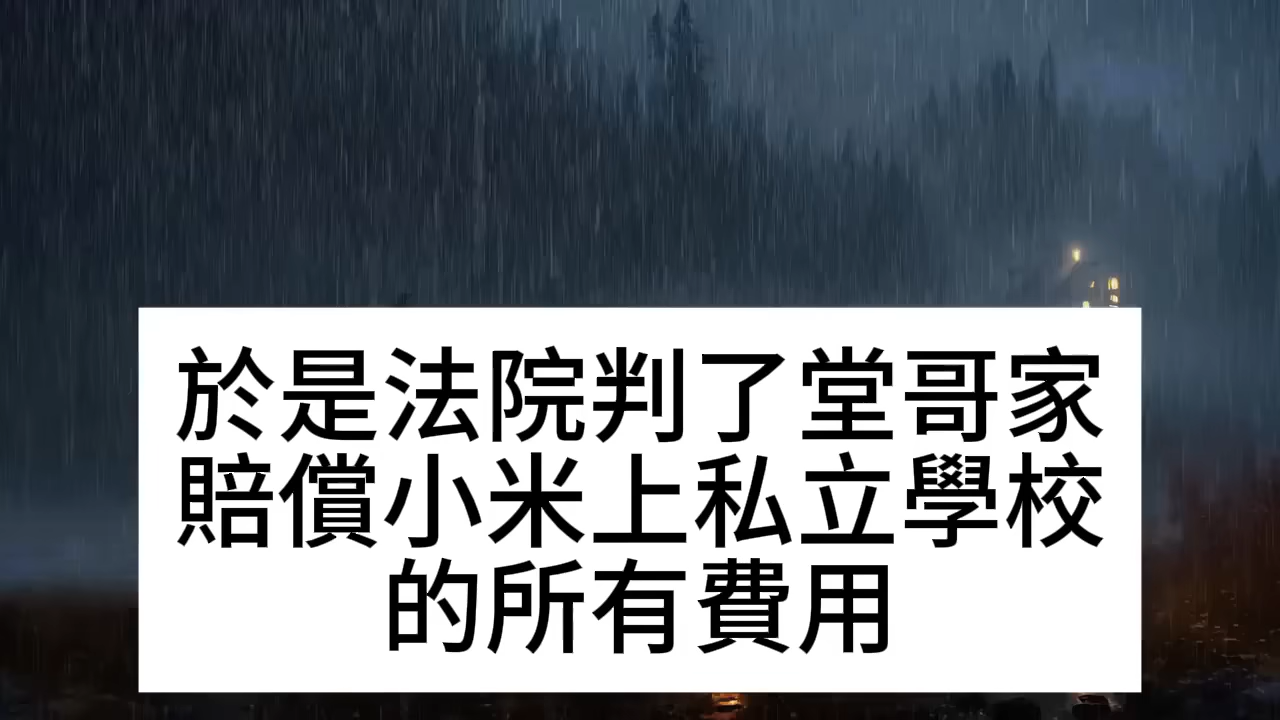 於是法院判了堂哥家
賠償小米上私立學校
的所有費用